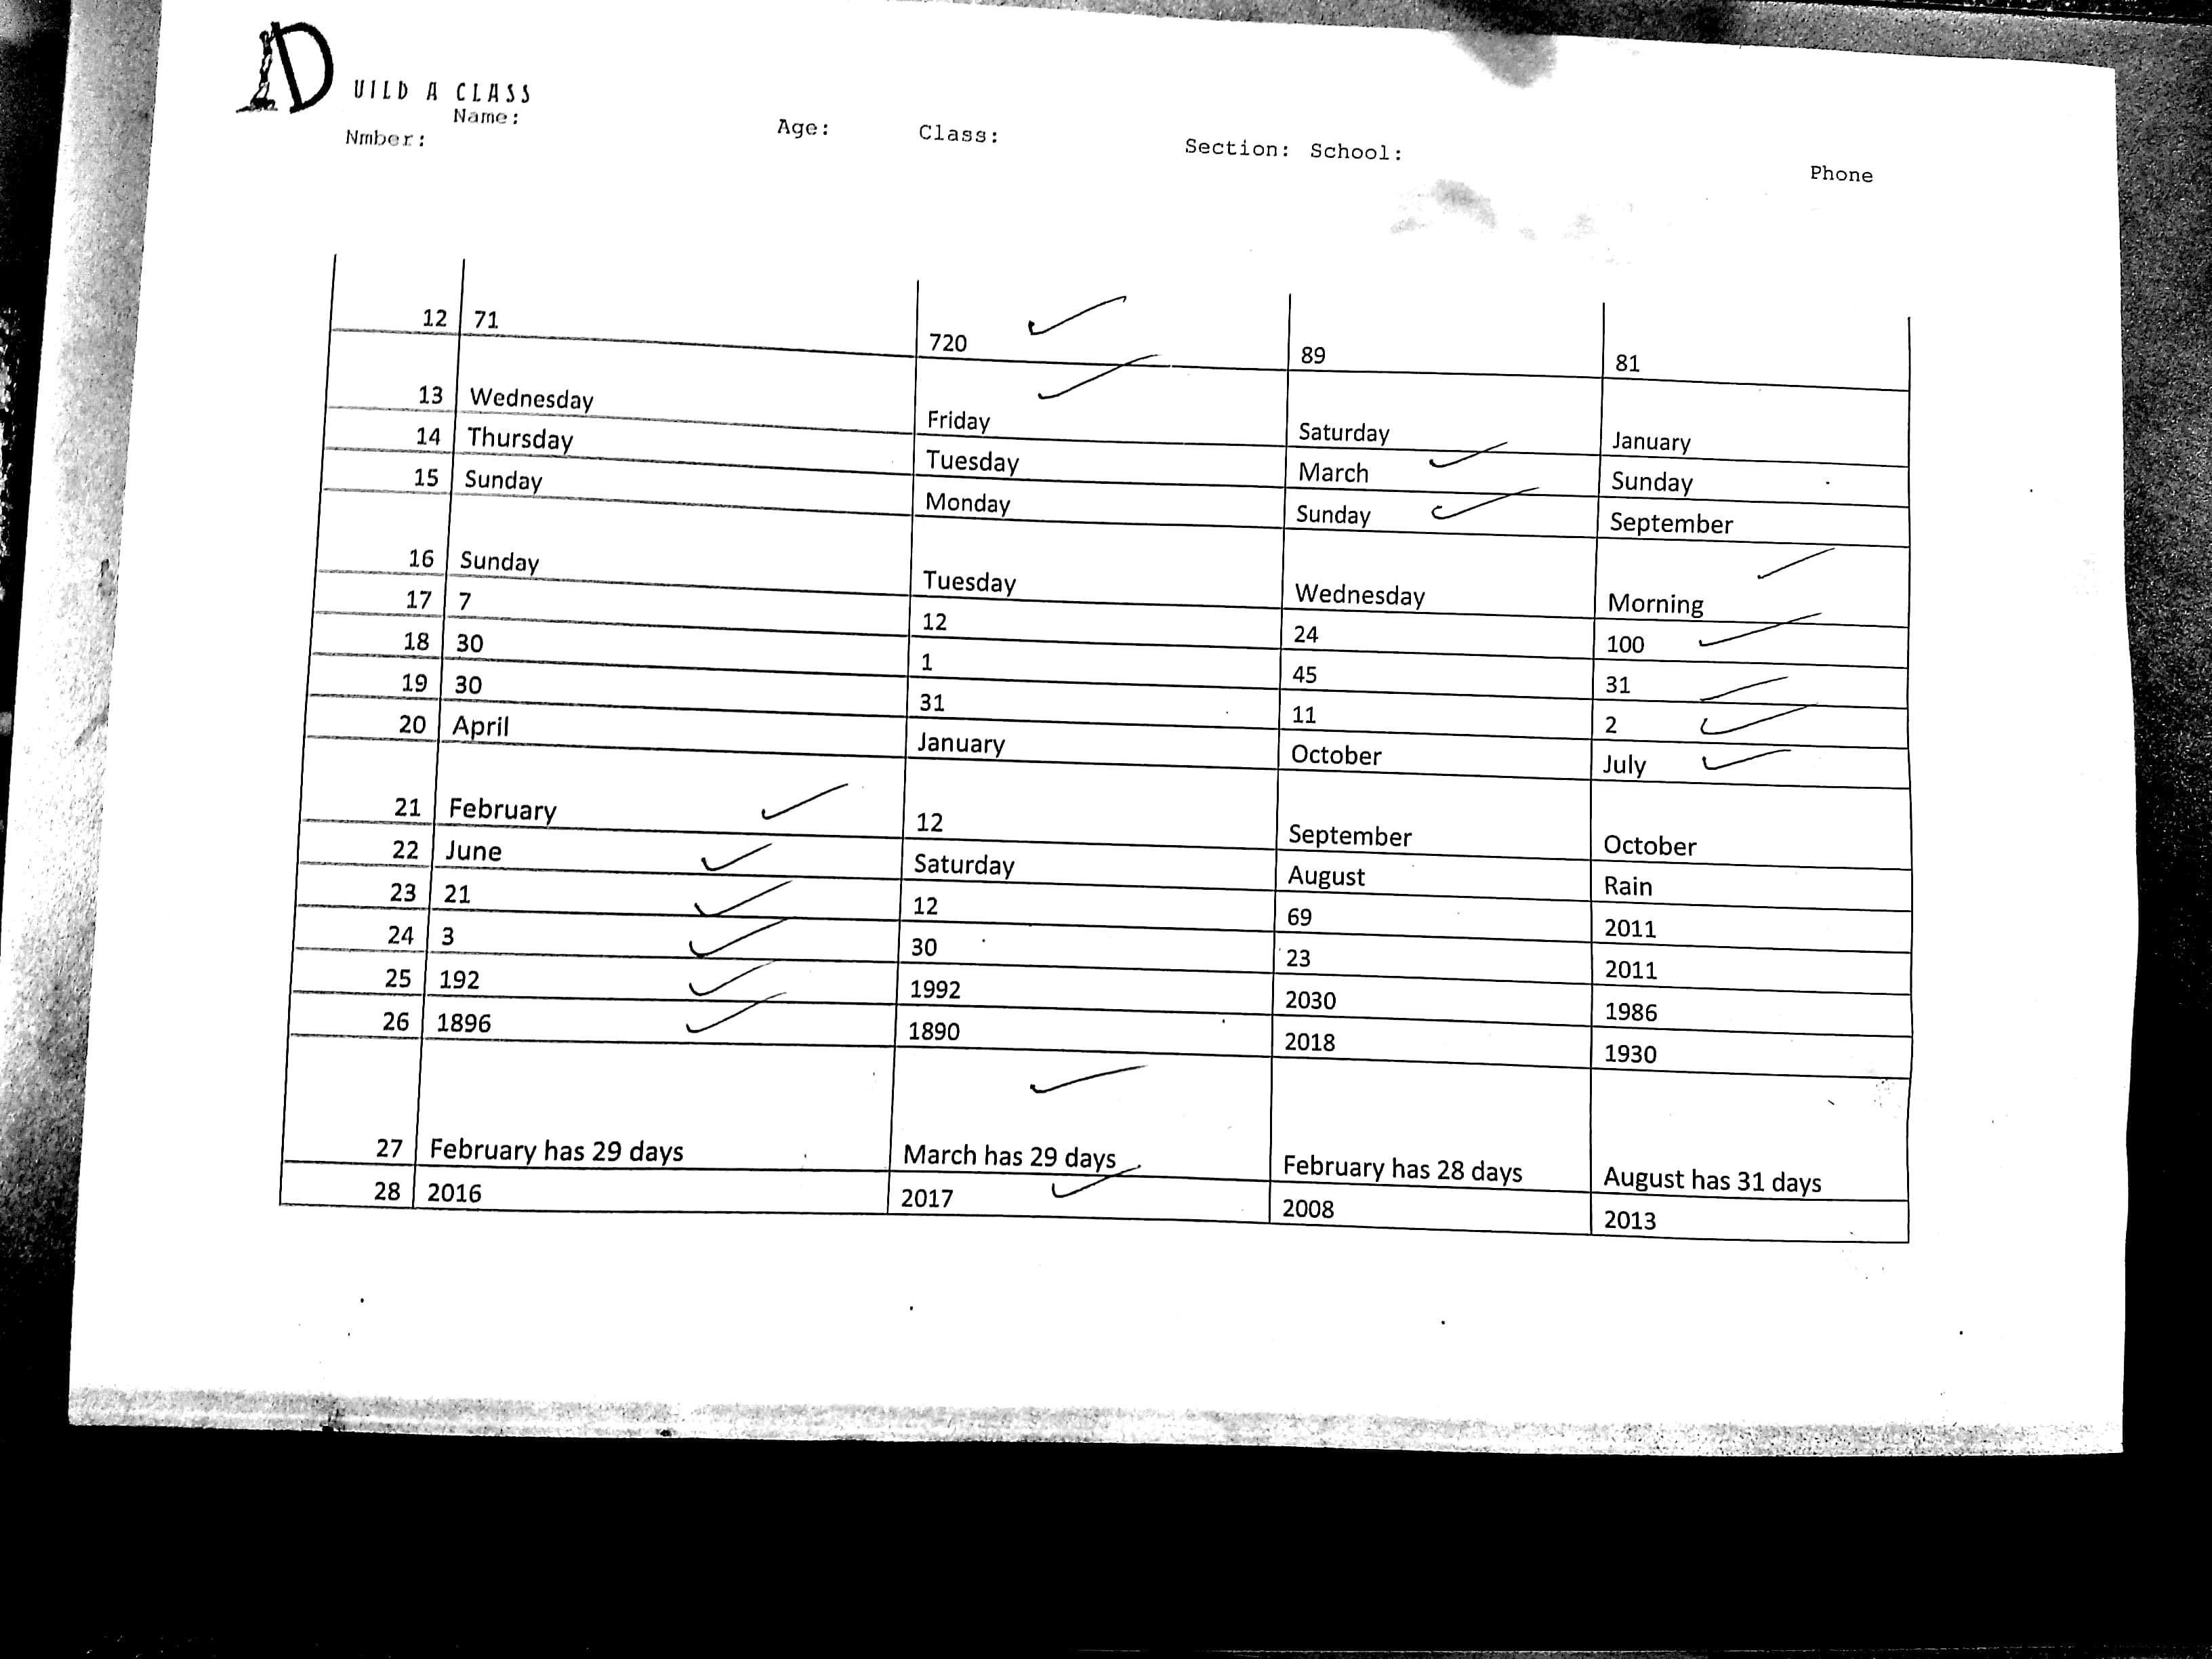 D UILD A CLASS
Name: Age: Class: Section: School: Phone
Nmber:
12 71 720 89 81
13 Wednesday Friday Saturday January
14 Thursday Tuesday March Sunday
15 Sunday Monday Sunday September
16 Sunday Tuesday Wednesday Morning
17 7 12 24 100
18 30 1 45 31
19 30 31 11 2
20 April January October July
21 February 12 September October
22 June Saturday August Rain
23 21 12 69 2011
24 3 30 23 2011
25 192 1992 2030 1986
26 1896 1890 2018 1930
27 February has 29 days March has 29 days February has 28 days August has 31 days
28 2016 2017 2008 2013